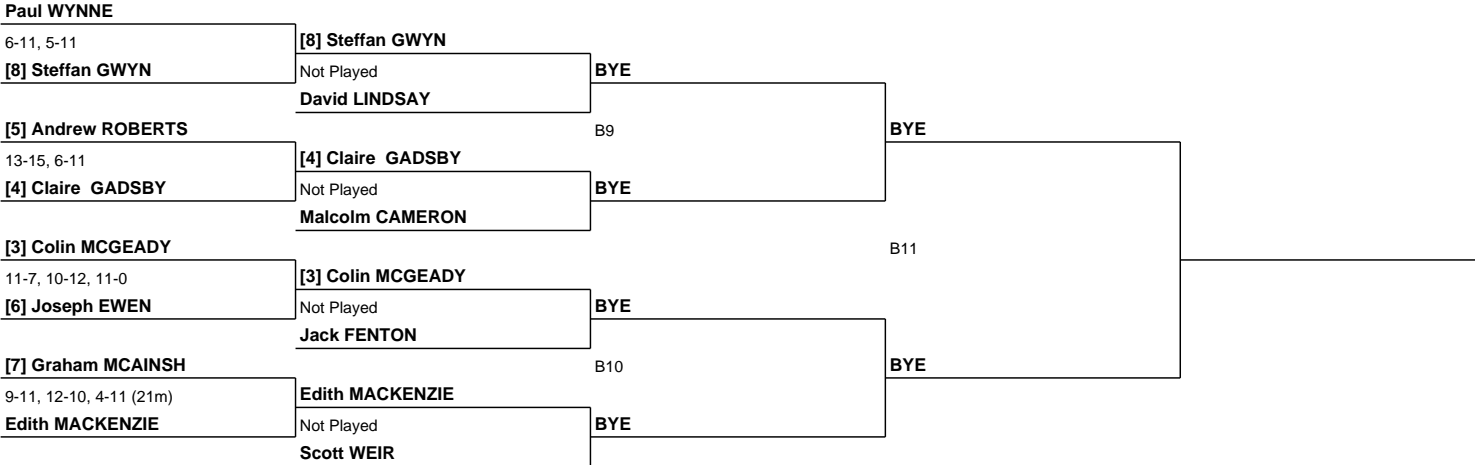 Paul WYNNE
6-11, 5-11
[8] Steffan GWYN
[8] Steffan GWYN
Not Played
BYE
David LINDSAY
[5] Andrew ROBERTS
B9
BYE
13-15, 6-11
[4] Claire  GADSBY
[4] Claire  GADSBY
Not Played
BYE
Malcolm CAMERON
[3] Colin MCGEADY
B11
11-7, 10-12, 11-0
[3] Colin MCGEADY
[6] Joseph EWEN
Not Played
BYE
Jack FENTON
[7] Graham MCAINSH
B10
BYE
9-11, 12-10, 4-11 (21m)
Edith MACKENZIE
Edith MACKENZIE
Not Played
BYE
Scott WEIR